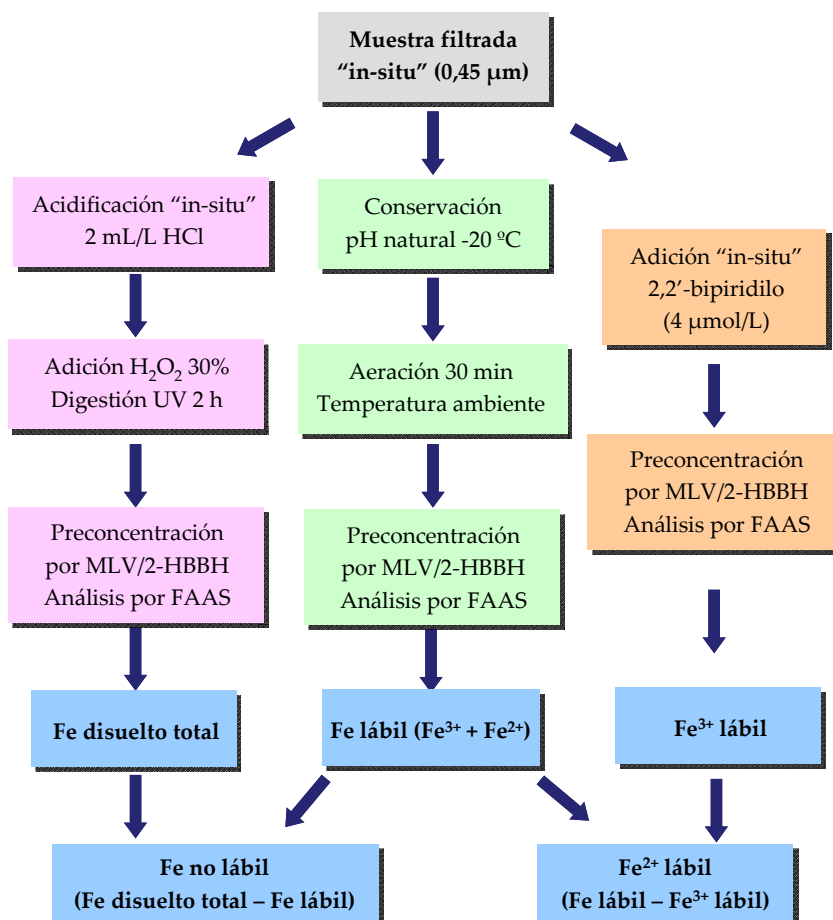 Muestra filtrada
“in-situ” (0,45 µm)
Acidificación “in-situ”
2 mL/L HCl
Conservación
pH natural -20 ºC
Adición “in-situ”
2,2’-bipiridilo
(4 µmol/L)
Adición H₂O₂ 30%
Digestión UV 2 h
Aeración 30 min
Temperatura ambiente
Preconcentración
por MLV/2-HBBH
Análisis por FAAS
Preconcentración
por MLV/2-HBBH
Análisis por FAAS
Preconcentración
por MLV/2-HBBH
Análisis por FAAS
Fe disuelto total
Fe lábil (Fe³⁺ + Fe²⁺)
Fe³⁺ lábil
Fe no lábil
(Fe disuelto total – Fe lábil)
Fe²⁺ lábil
(Fe lábil – Fe³⁺ lábil)